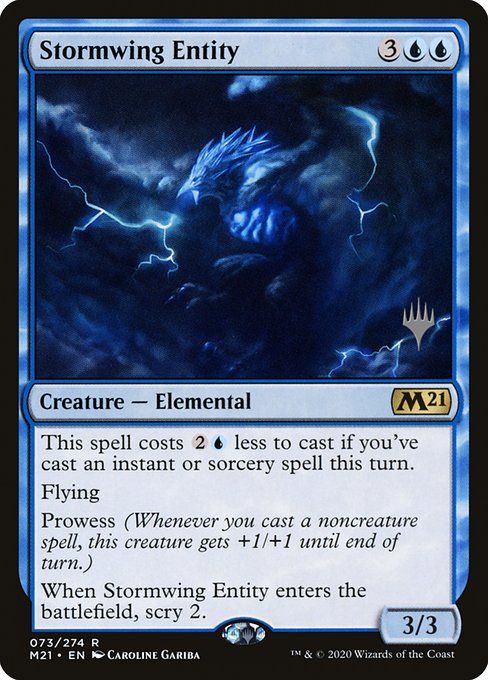 Stormwing Entity 3
Creature — Elemental M21
This spell costs 2 less to cast if you've
cast an instant or sorcery spell this turn.
Flying
Prowess (Whenever you cast a noncreature
spell, this creature gets +1/+1 until end of
turn.)
When Stormwing Entity enters the
battlefield, scry 2.
3/3
073/274 R
M21 • EN CAROLINE GARIBA ™ & © 2020 Wizards of the Coast